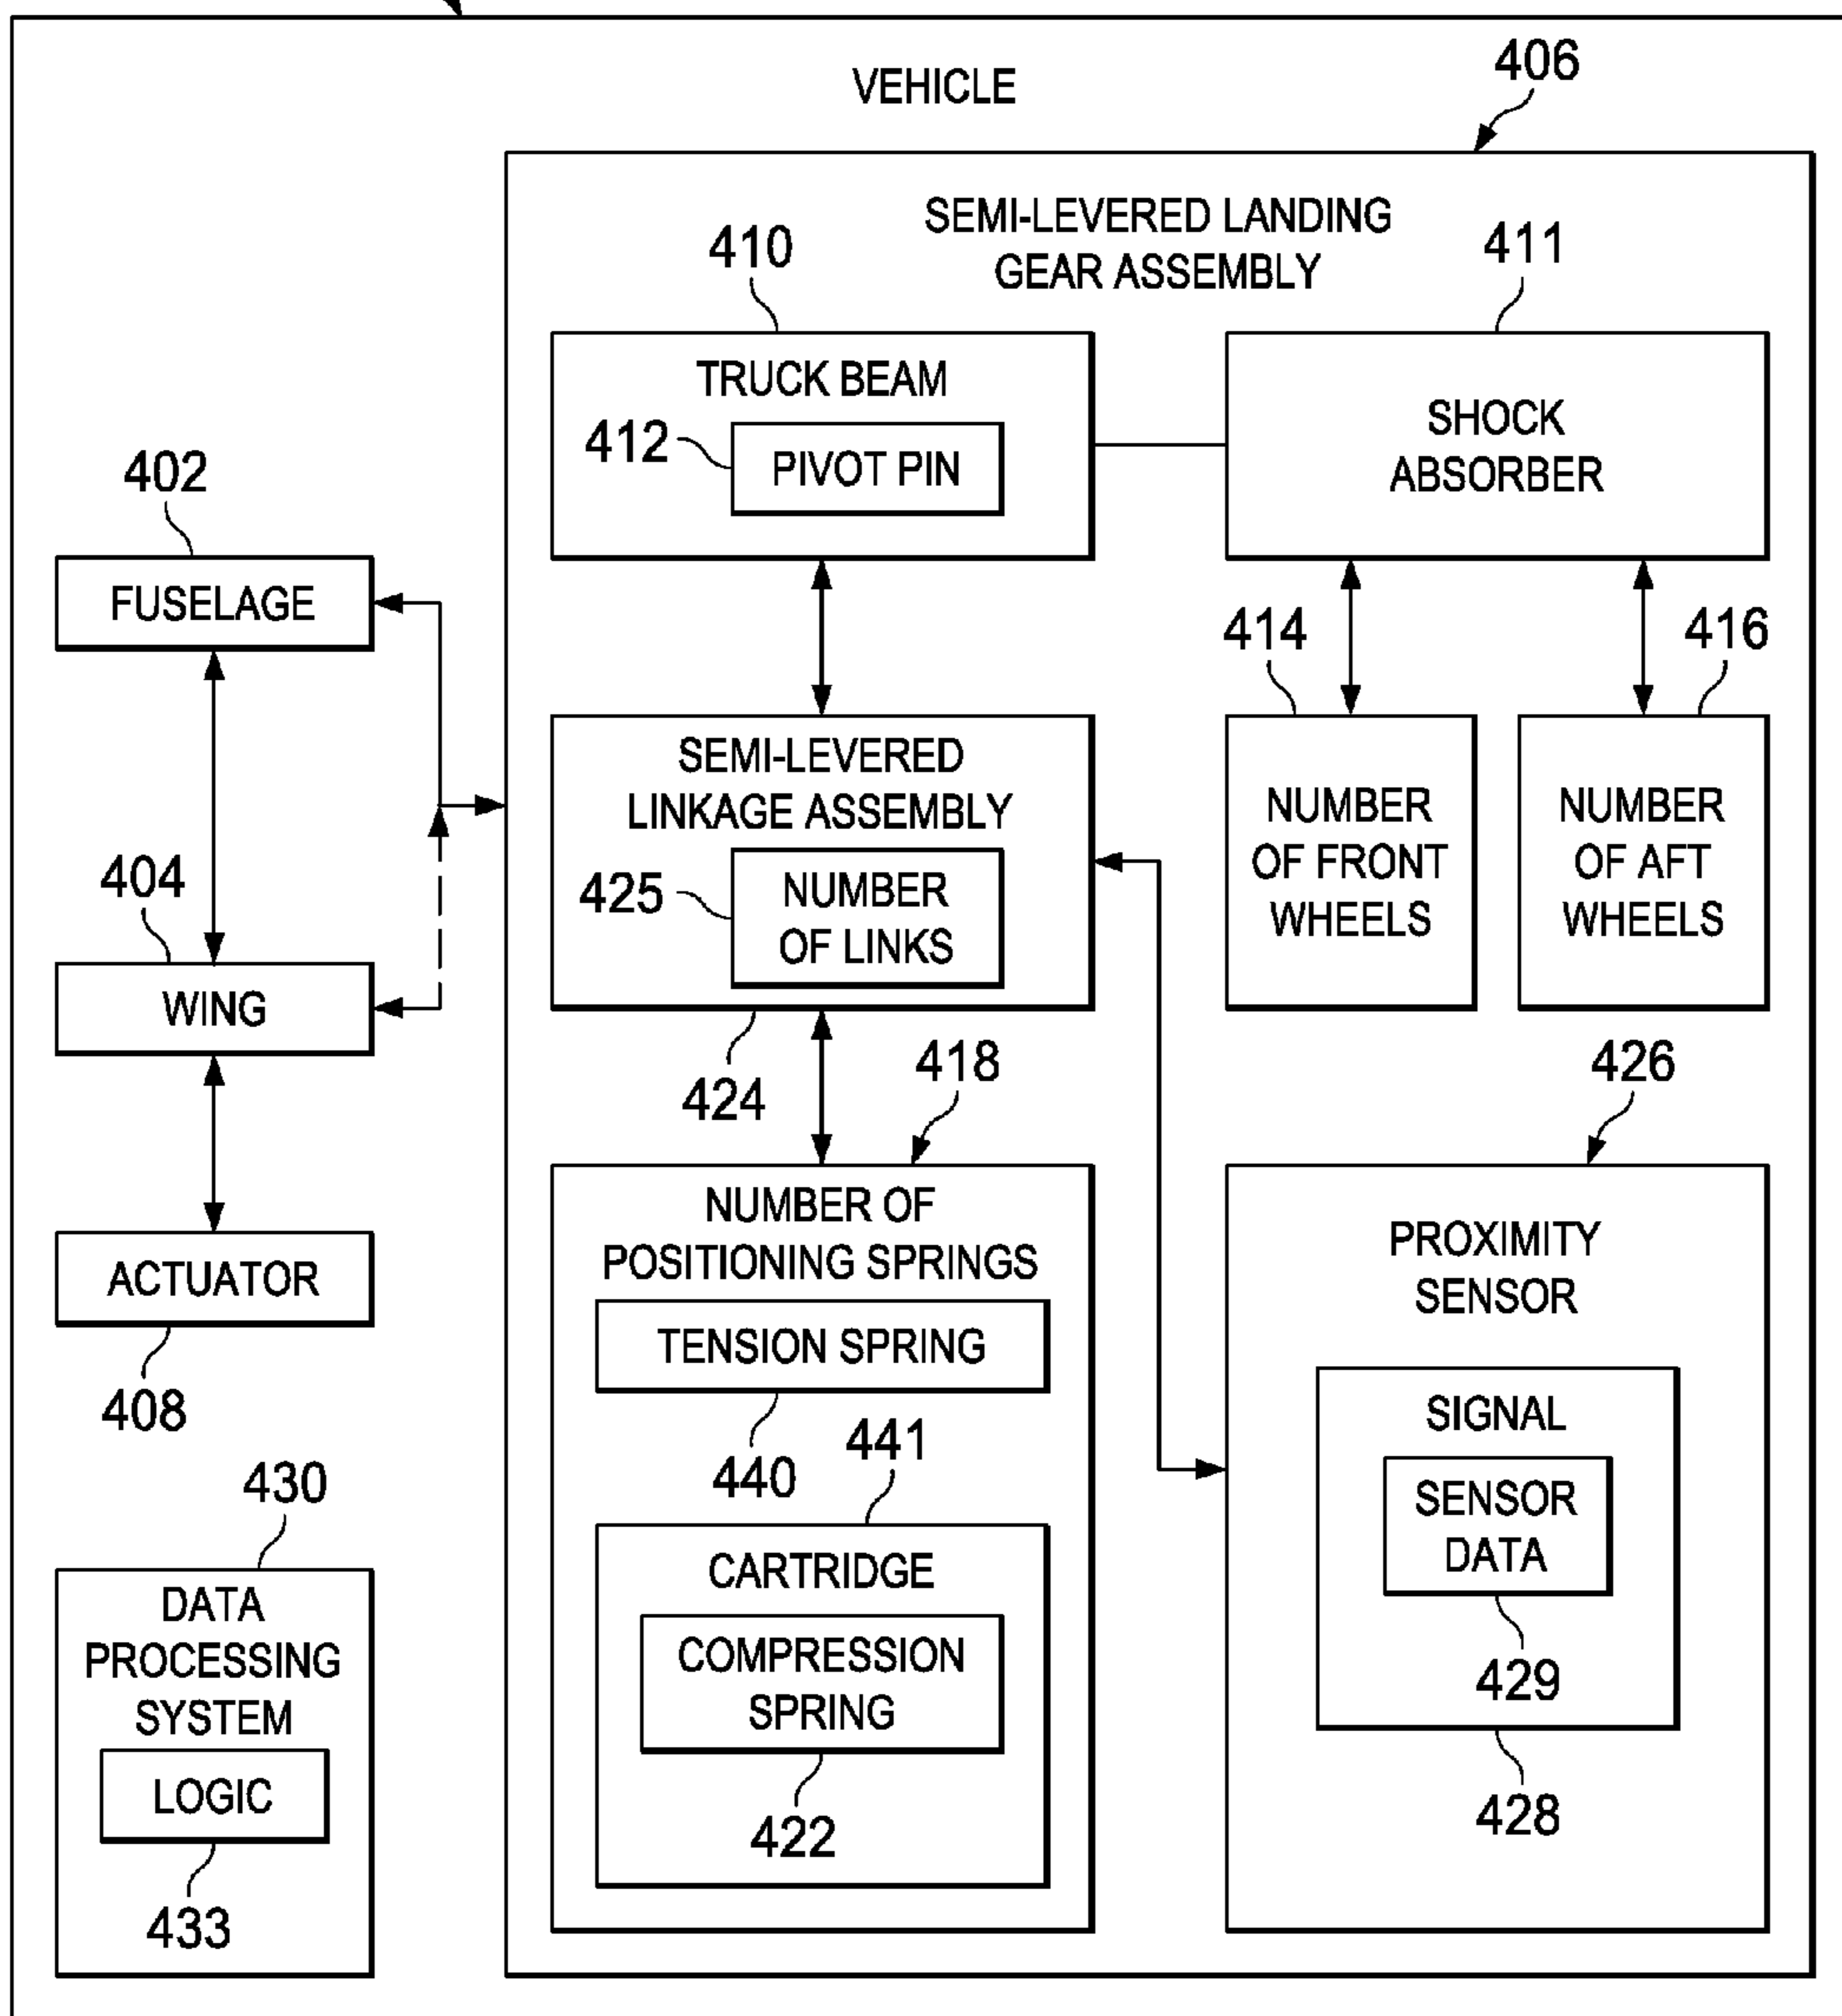 VEHICLE
406
SEMI-LEVERED LANDING
GEAR ASSEMBLY
410
411
TRUCK BEAM
412
PIVOT PIN
SHOCK
ABSORBER
402
FUSELAGE
414
416
SEMI-LEVERED
LINKAGE ASSEMBLY
425
NUMBER
OF LINKS
424
NUMBER
OF FRONT
WHEELS
NUMBER
OF AFT
WHEELS
404
WING
418
426
NUMBER OF
POSITIONING SPRINGS
TENSION SPRING
440
441
CARTRIDGE
COMPRESSION
SPRING
422
PROXIMITY
SENSOR
SIGNAL
SENSOR
DATA
429
428
ACTUATOR
408
430
DATA
PROCESSING
SYSTEM
LOGIC
433